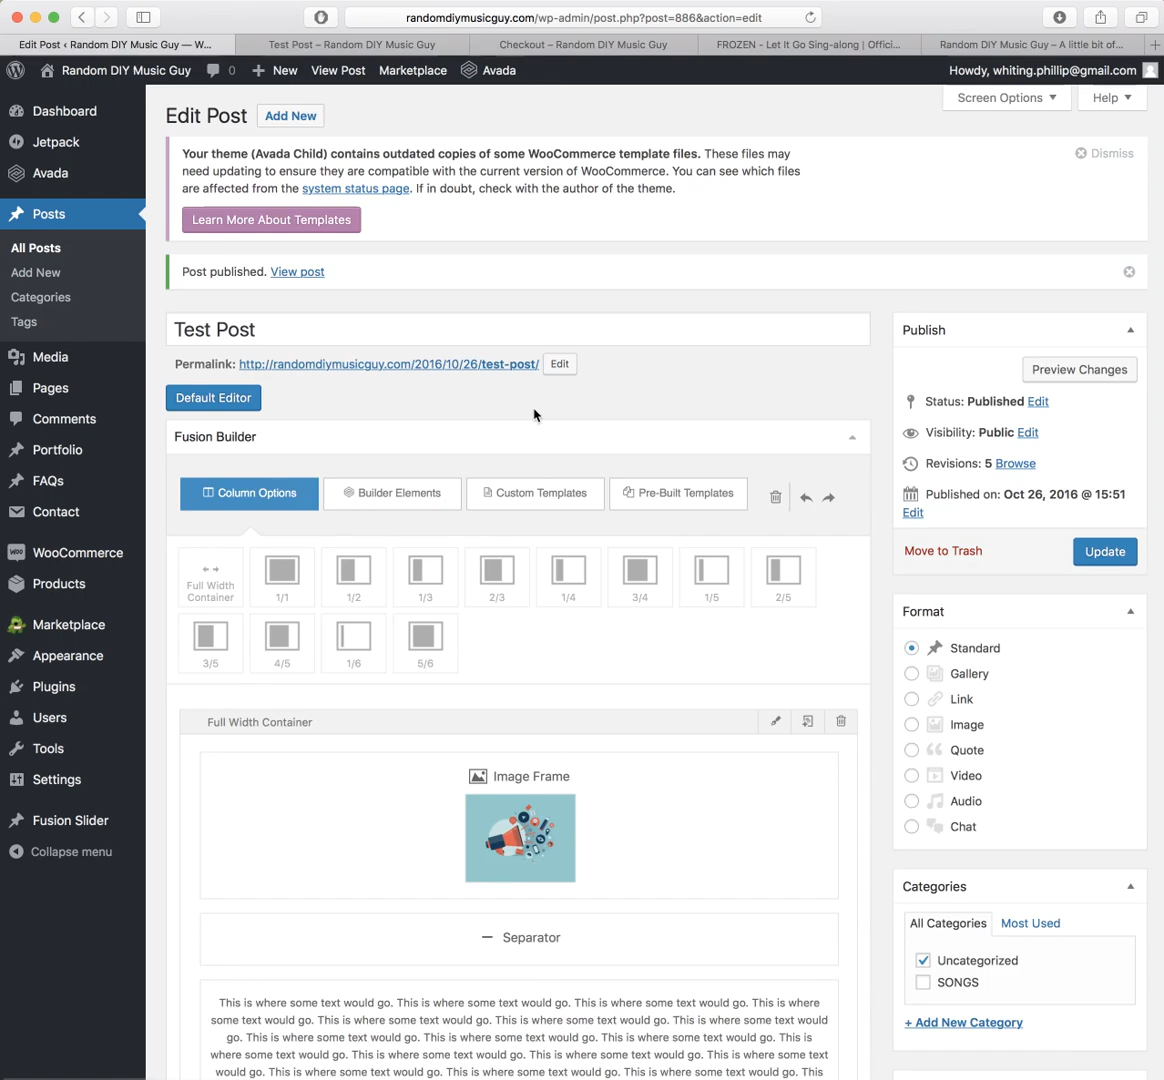 randomdiymusicguy.com/wp-admin/post.php?post=886&action=edit
Edit Post ‹ Random DIY Music Guy — W...
Test Post – Random DIY Music Guy
Checkout – Random DIY Music Guy
FROZEN - Let It Go Sing-along | Offici...
Random DIY Music Guy – A little bit of...
Random DIY Music Guy
0
New
View Post
Marketplace
Avada
Howdy, whiting.phillip@gmail.com
Dashboard
Jetpack
Avada
Posts
All Posts
Add New
Categories
Tags
Media
Pages
Comments
Portfolio
FAQs
Contact
WooCommerce
Products
Marketplace
Appearance
Plugins
Users
Tools
Settings
Fusion Slider
Collapse menu
Screen Options
Help
Edit Post
Add New
Your theme (Avada Child) contains outdated copies of some WooCommerce template files. These files may
need updating to ensure they are compatible with the current version of WooCommerce. You can see which files
are affected from the system status page. If in doubt, check with the author of the theme.
Dismiss
Learn More About Templates
Post published. View post
Test Post
Permalink: http://randomdiymusicguy.com/2016/10/26/test-post/ Edit
Default Editor
Fusion Builder
Column Options
Builder Elements
Custom Templates
Pre-Built Templates
Full Width
Container
1/1
1/2
1/3
2/3
1/4
3/4
1/5
2/5
3/5
4/5
1/6
5/6
Full Width Container
Image Frame
Separator
This is where some text would go. This is where some text would go. This is where some text would go. This is where
some text would go. This is where some text would go. This is where some text would go. This is where some text would
go. This is where some text would go. This is where some text would go. This is where some text would go. This is
where some text would go. This is where some text would go. This is where some text would go. This is where some text
would go. This is where some text would go. This is where some text would go. This is where some text would go. This
Publish
Preview Changes
Status: Published Edit
Visibility: Public Edit
Revisions: 5 Browse
Published on: Oct 26, 2016 @ 15:51
Edit
Move to Trash
Update
Format
Standard
Gallery
Link
Image
Quote
Video
Audio
Chat
Categories
All Categories
Most Used
Uncategorized
SONGS
+ Add New Category